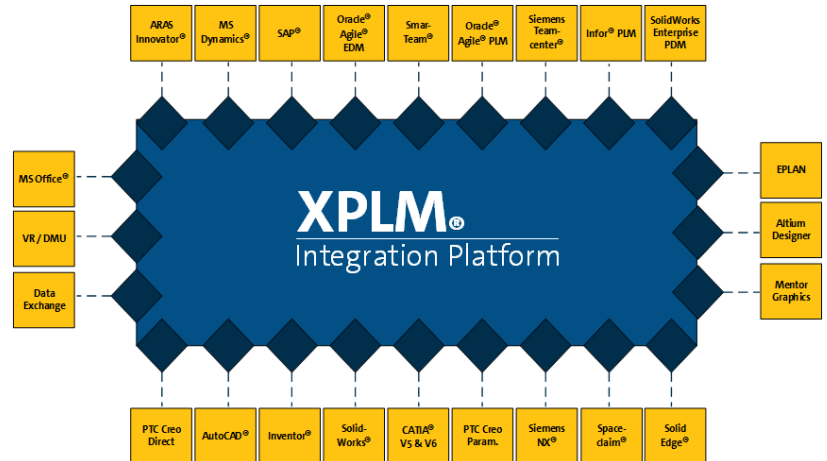 ARAS
Innovator®
MS
Dynamics®
SAP®
Oracle®
Agile®
EDM
Smar-
Team®
Oracle®
Agile® PLM
Siemens
Team-
center®
Infor® PLM
SolidWorks
Enterprise
PDM
MS Office®
VR / DMU
Data
Exchange
XPLM®
Integration Platform
EPLAN
Altium
Designer
Mentor
Graphics
PTC Creo
Direct
AutoCAD®
Inventor®
Solid-
Works®
CATIA®
V5 & V6
PTC Creo
Param.
Siemens
NX®
Space-
claim®
Solid
Edge®